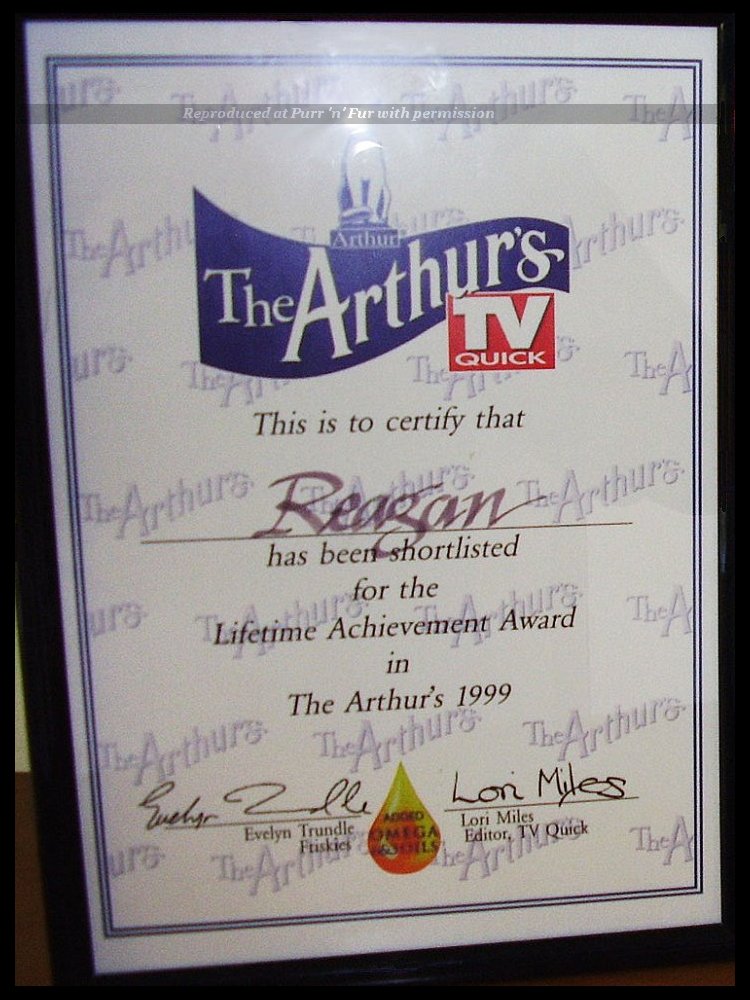 Reproduced at Purr 'n' Fur with permission
Arthur
The Arthur's
TV
QUICK
This is to certify that
Reagan
has been shortlisted
for the
Lifetime Achievement Award
in
The Arthur's 1999
Evelyn Trundle
Lori Miles
Evelyn Trundle
Friskies
ADDED
OMEGA
OILS
Lori Miles
Editor, TV Quick